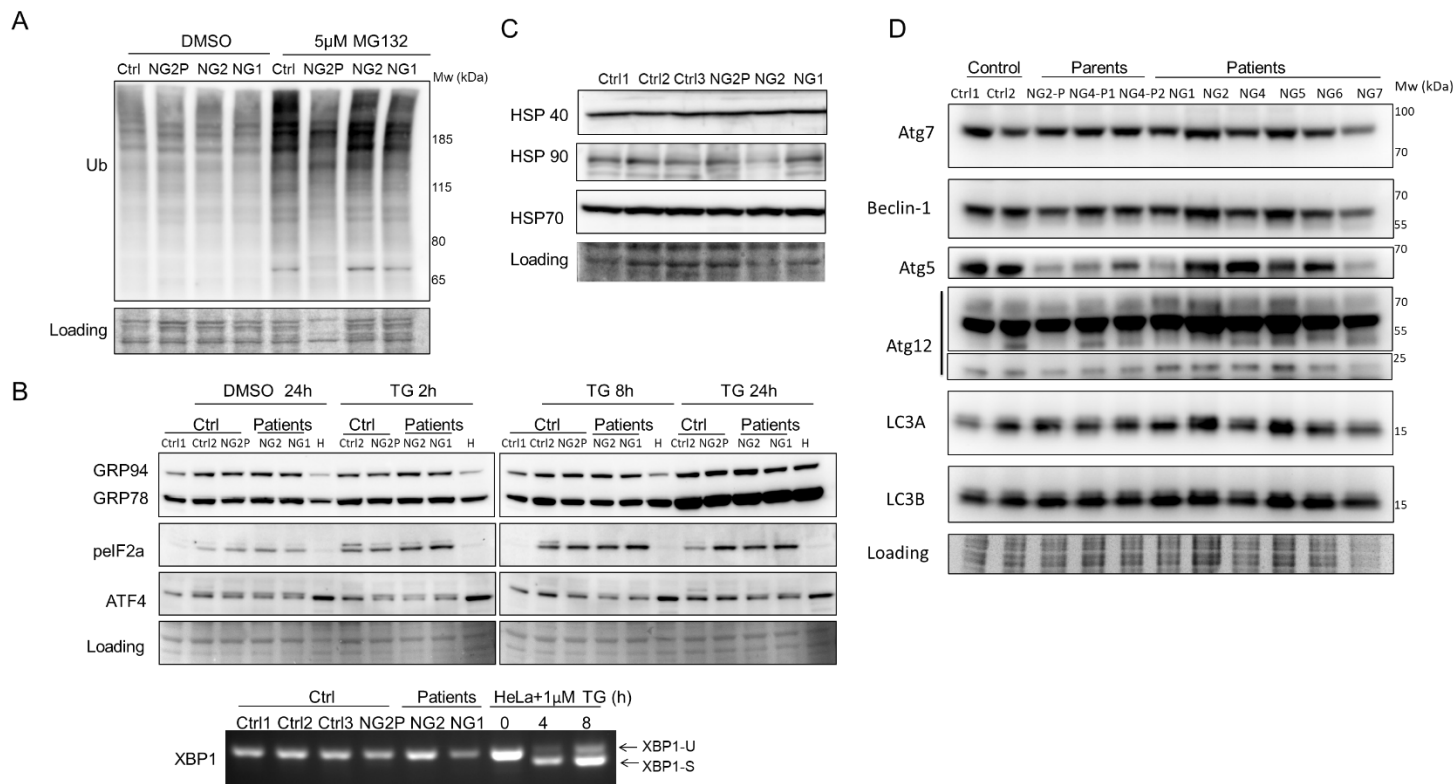 A
DMSO 5µM MG132
Ctrl NG2P NG2 NG1 Ctrl NG2P NG2 NG1 Mw (kDa)
Ub
185
115
80
65
Loading
B
DMSO 24h TG 2h TG 8h TG 24h
Ctrl Patients Ctrl Patients Ctrl Patients Ctrl Patients
Ctrl1 Ctrl2 NG2P NG2 NG1 H Ctrl2 NG2P NG2 NG1 H Ctrl1 Ctrl2 NG2P NG2 NG1 H Ctrl2 NG2P NG2 NG1 H
GRP94
GRP78
peIF2a
ATF4
Loading
Ctrl Patients HeLa+1µM TG (h)
Ctrl1 Ctrl2 Ctrl3 NG2P NG2 NG1 0 4 8
XBP1
← XBP1-U
← XBP1-S
C
Ctrl1 Ctrl2 Ctrl3 NG2P NG2 NG1
HSP 40
HSP 90
HSP70
Loading
D
Control Parents Patients
Ctrl1 Ctrl2 NG2-P NG4-P1 NG4-P2 NG1 NG2 NG4 NG5 NG6 NG7 Mw (kDa)
Atg7
100
70
Beclin-1
70
55
Atg5
70
Atg12
70
55
25
LC3A
15
LC3B
15
Loading